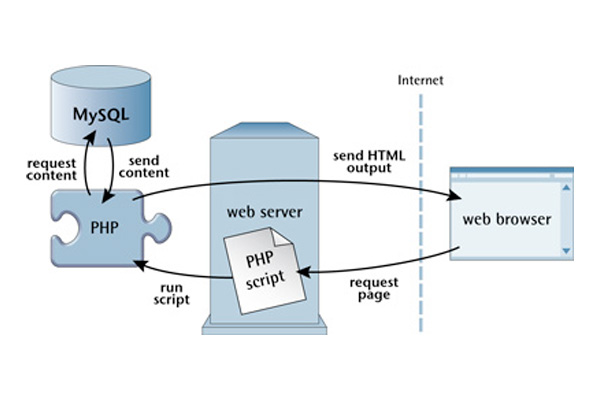 Internet
MySQL
request
content
send
content
send HTML
output
PHP
web server
web browser
PHP
script
run
script
request
page